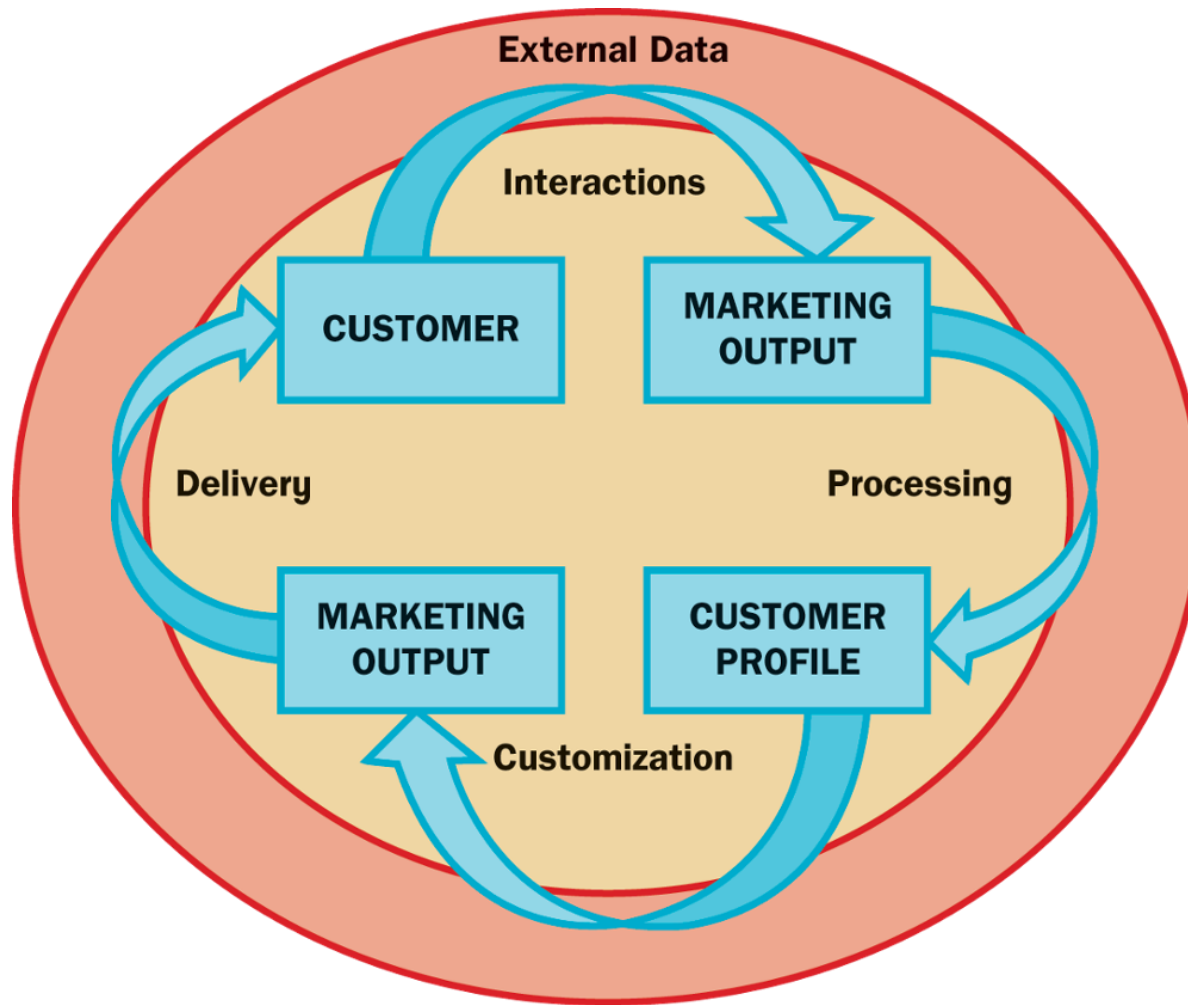 External Data
Interactions
CUSTOMER
MARKETING
OUTPUT
Delivery
Processing
MARKETING
OUTPUT
CUSTOMER
PROFILE
Customization